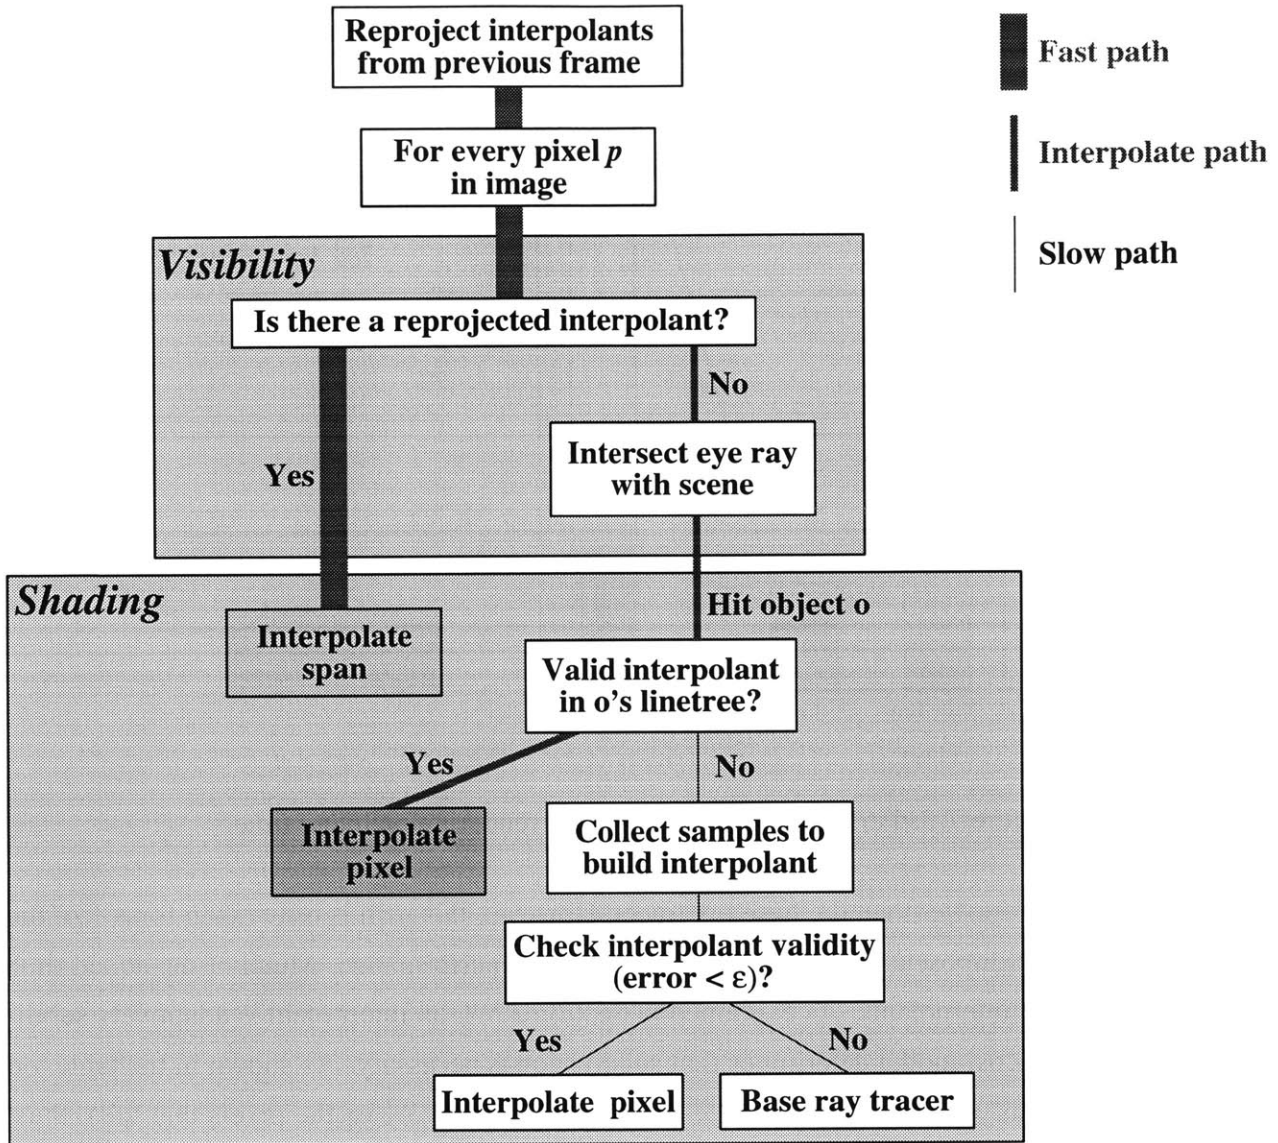 Reproject interpolants
from previous frame
Fast path
For every pixel p
in image
Interpolate path
Slow path
Visibility
Is there a reprojected interpolant?
No
Yes
Intersect eye ray
with scene
Shading
Hit object o
Interpolate
span
Valid interpolant
in o's linetree?
Yes
No
Interpolate
pixel
Collect samples to
build interpolant
Check interpolant validity
(error < ε)?
Yes
No
Interpolate pixel
Base ray tracer